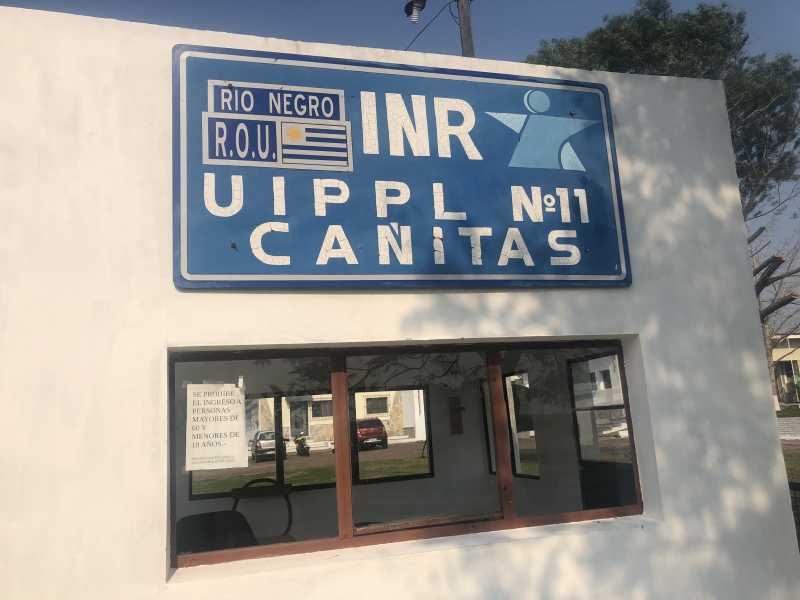 RIO NEGRO
R.O.U.
INR
UIPPL Nº11
CAÑITAS
SE PROHIBE
EL INGRESO A
PERSONAS
MAYORES DE
60 Y
MENORES DE
18 AÑOS.-